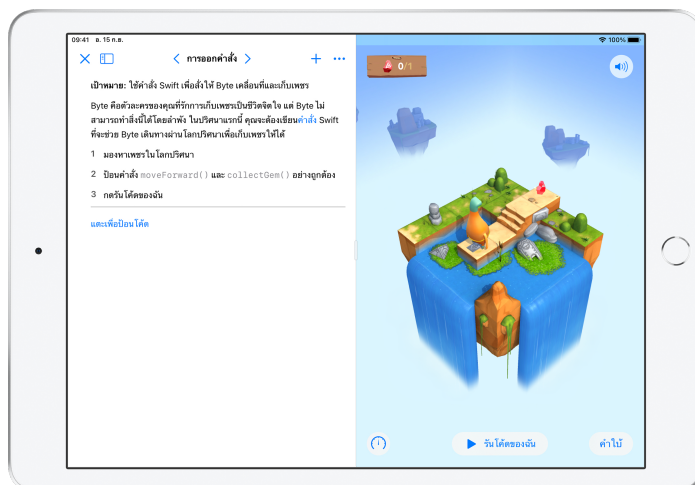 09:41 อ. 15 ก.ย.
100%
การออกคำสั่ง
0/1
เป้าหมาย: ใช้คำสั่ง Swift เพื่อสั่งให้ Byte เคลื่อนที่และเก็บเพชร
Byte คือตัวละครของคุณที่รักการเก็บเพชรเป็นชีวิตจิตใจ แต่ Byte ไม่
สามารถทำสิ่งนี้ได้โดยลำพัง ในปริศนาแรกนี้ คุณจะต้องเขียนคำสั่ง Swift
ที่จะช่วย Byte เดินทางผ่านโลกปริศนาเพื่อเก็บเพชรให้ได้
1 มองหาเพชรในโลกปริศนา
2 ป้อนคำสั่ง moveForward() และ collectGem() อย่างถูกต้อง
3 กดรันโค้ดของฉัน
แตะเพื่อป้อนโค้ด
รันโค้ดของฉัน
คำใบ้